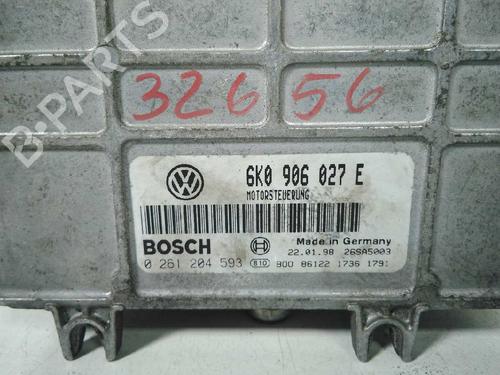 B-PARTS
32656
6K0 906 027 E
MOTORSTEUERUNG
BOSCH
Made in Germany
22.01.98 26SA5003
0 261 204 593 810 800 86122 1736 1791